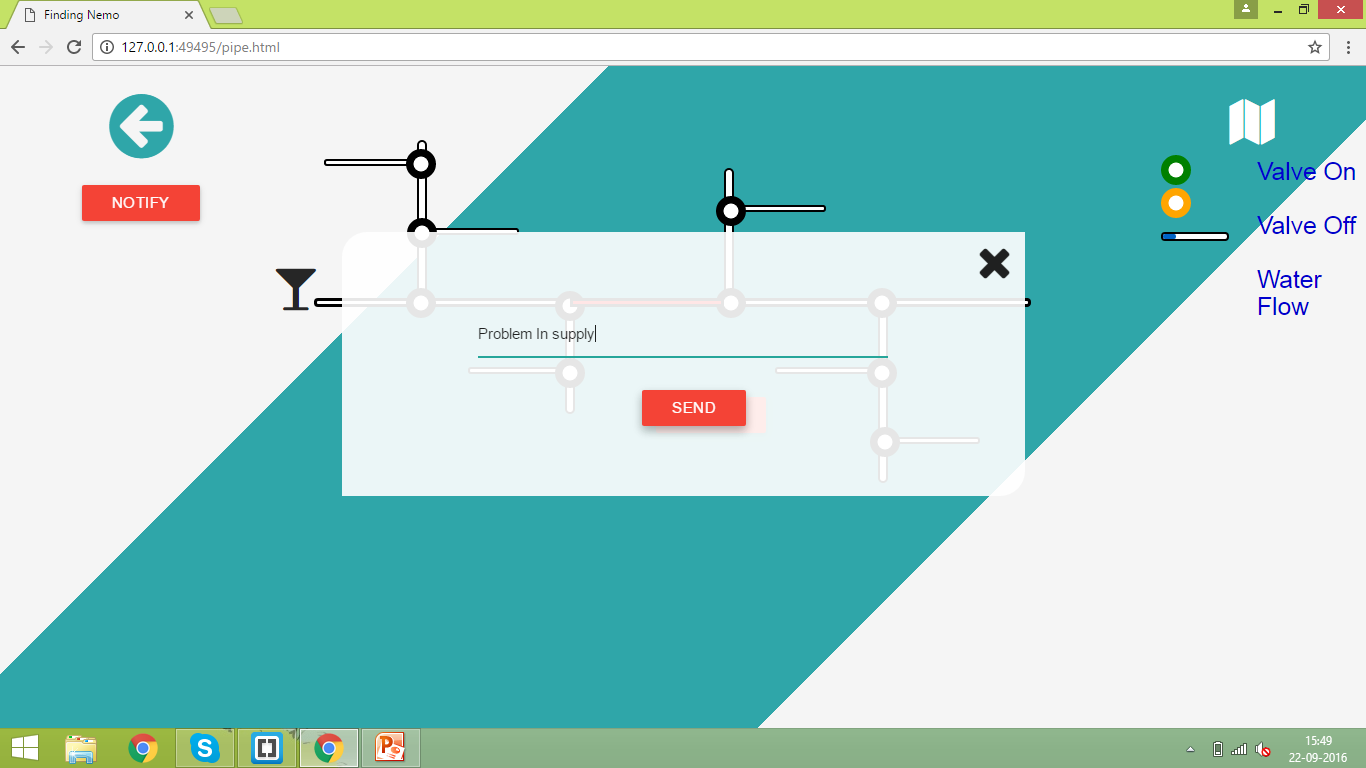 Finding Nemo
127.0.0.1:49495/pipe.html
NOTIFY
Valve On
Valve Off
Water
Flow
Problem In supply
SEND
15:49
22-09-2016